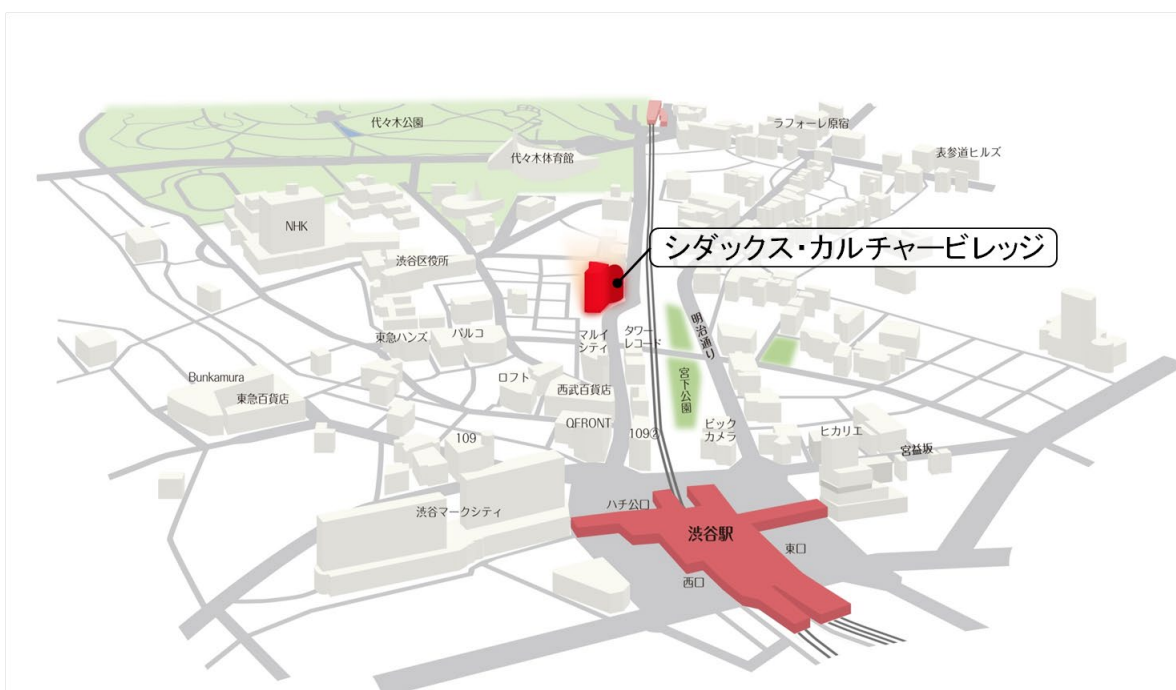 代々木公園
ラフォーレ原宿
代々木体育館
表参道ヒルズ
NHK
シダックス・カルチャービレッジ
渋谷区役所
東急ハンズ
パルコ
マルイ
シティ
タワー
レコード
明治通り
Bunkamura
東急百貨店
ロフト
西武百貨店
宮下公園
QFRONT
109
109②
ビック
カメラ
ヒカリエ
宮益坂
渋谷マークシティ
ハチ公口
渋谷駅
東口
西口